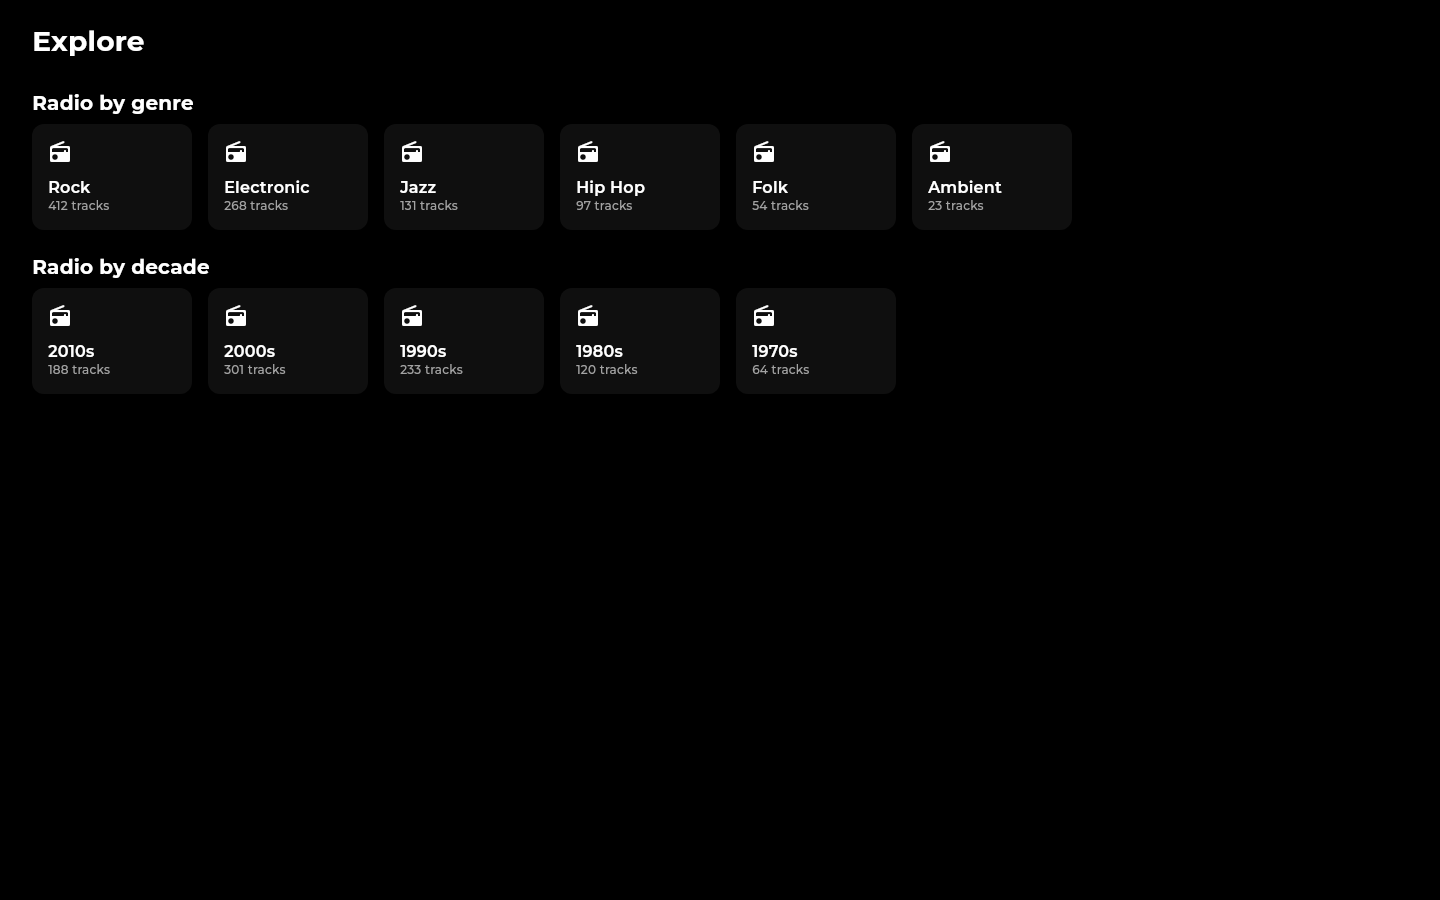 Explore
Radio by genre
Rock
412 tracks
Electronic
268 tracks
Jazz
131 tracks
Hip Hop
97 tracks
Folk
54 tracks
Ambient
23 tracks
Radio by decade
2010s
188 tracks
2000s
301 tracks
1990s
233 tracks
1980s
120 tracks
1970s
64 tracks